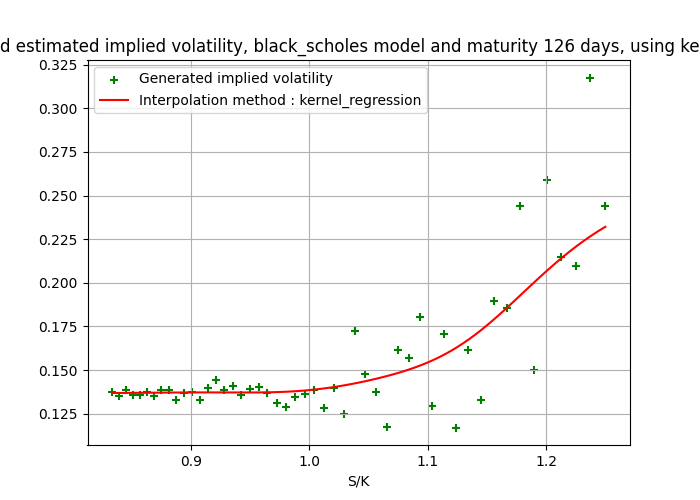 d estimated implied volatility, black_scholes model and maturity 126 days, using ke
Generated implied volatility
Interpolation method : kernel_regression
0.325
0.300
0.275
0.250
0.225
0.200
0.175
0.150
0.125
0.9 1.0 1.1 1.2
S/K